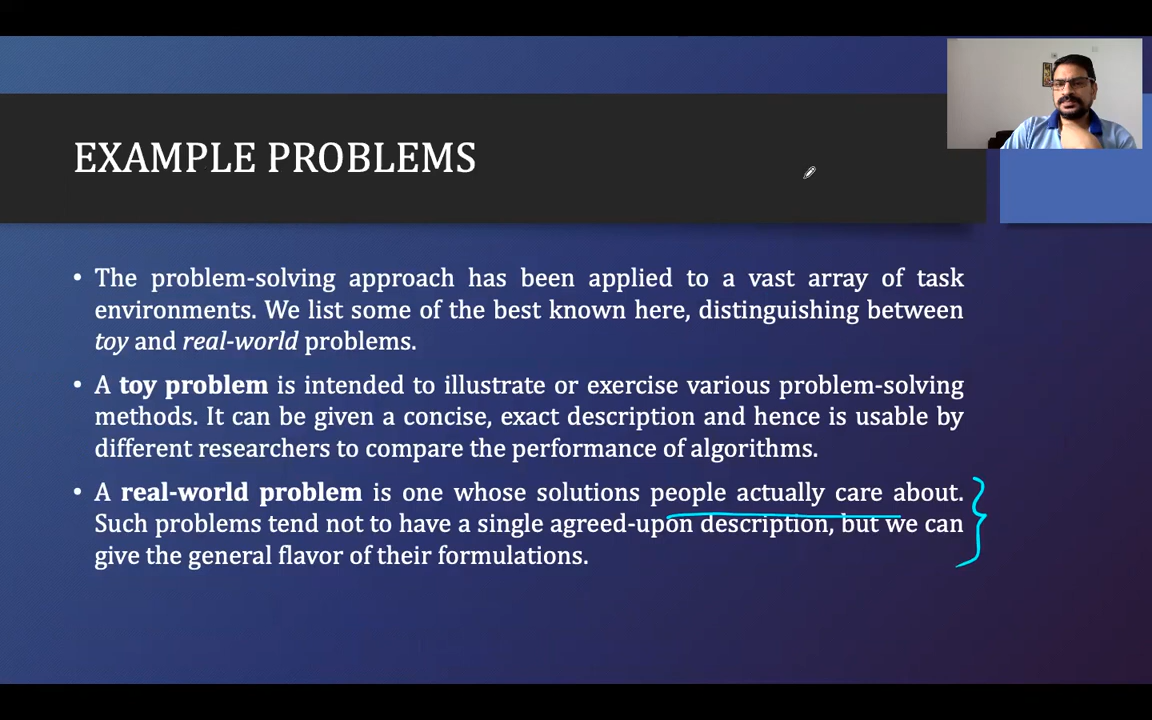 EXAMPLE PROBLEMS
• The problem-solving approach has been applied to a vast array of task
environments. We list some of the best known here, distinguishing between
toy and real-world problems.
• A toy problem is intended to illustrate or exercise various problem-solving
methods. It can be given a concise, exact description and hence is usable by
different researchers to compare the performance of algorithms.
• A real-world problem is one whose solutions people actually care about.
Such problems tend not to have a single agreed-upon description, but we can
give the general flavor of their formulations.